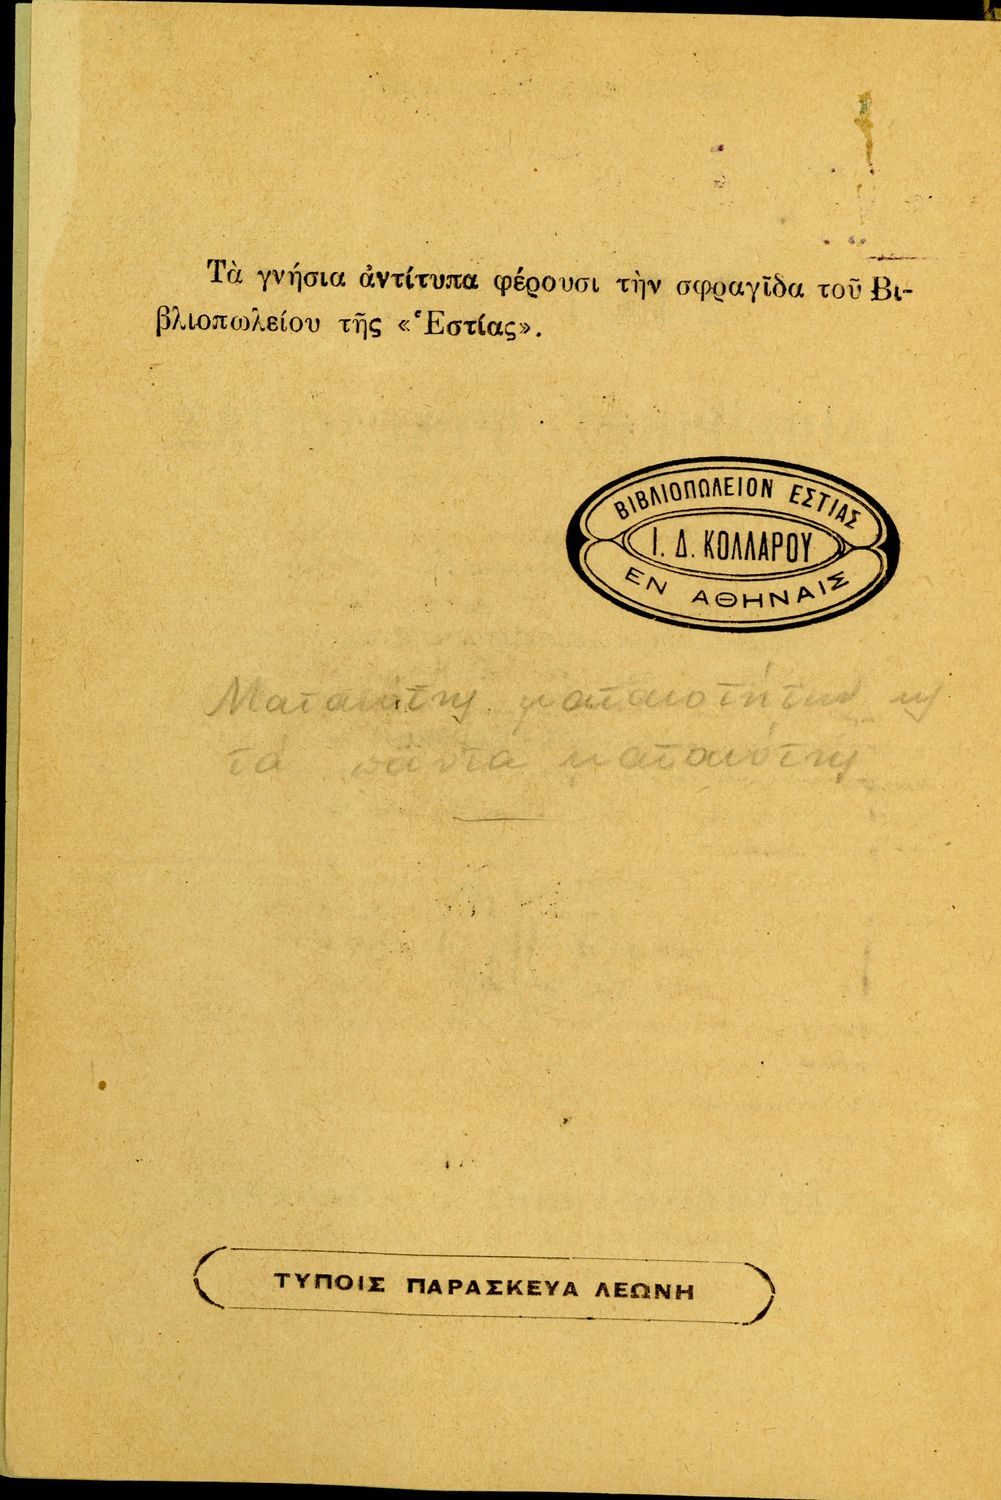 Τὰ γνήσια ἀντίτυπα φέρουσι τὴν σφραγῖδα τοῦ Βι-
βλιοπωλείου τῆς «Ἑστίας».
ΒΙΒΛΙΟΠΩΛΕΙΟΝ ΕΣΤΙΑΣ
Ι. Δ. ΚΟΛΛΑΡΟΥ
ΕΝ ΑΘΗΝΑΙΣ
Ματαιότης ματαιοτήτων
τά πάντα ματαιότης
ΤΥΠΟΙΣ ΠΑΡΑΣΚΕΥΑ ΛΕΩΝΗ